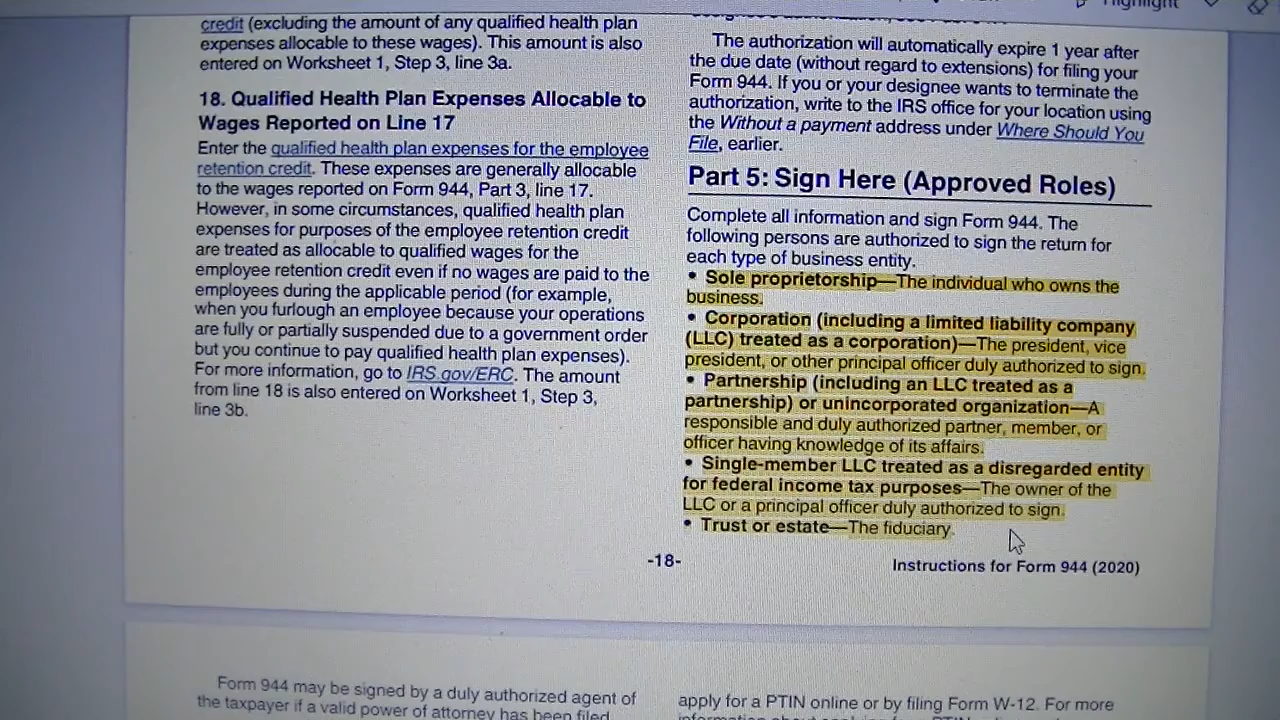 Highlight
credit (excluding the amount of any qualified health plan
expenses allocable to these wages). This amount is also
entered on Worksheet 1, Step 3, line 3a.
18. Qualified Health Plan Expenses Allocable to
Wages Reported on Line 17
Enter the qualified health plan expenses for the employee
retention credit. These expenses are generally allocable
to the wages reported on Form 944, Part 3, line 17.
However, in some circumstances, qualified health plan
expenses for purposes of the employee retention credit
are treated as allocable to qualified wages for the
employee retention credit even if no wages are paid to the
employees during the applicable period (for example,
when you furlough an employee because your operations
are fully or partially suspended due to a government order
but you continue to pay qualified health plan expenses).
For more information, go to IRS.gov/ERC. The amount
from line 18 is also entered on Worksheet 1, Step 3,
line 3b.
The authorization will automatically expire 1 year after
the due date (without regard to extensions) for filing your
Form 944. If you or your designee wants to terminate the
authorization, write to the IRS office for your location using
the Without a payment address under Where Should You
File, earlier.
Part 5: Sign Here (Approved Roles)
Complete all information and sign Form 944. The
following persons are authorized to sign the return for
each type of business entity.
• Sole proprietorship—The individual who owns the
business.
• Corporation (including a limited liability company
(LLC) treated as a corporation)—The president, vice
president, or other principal officer duly authorized to sign.
• Partnership (including an LLC treated as a
partnership) or unincorporated organization—A
responsible and duly authorized partner, member, or
officer having knowledge of its affairs.
• Single-member LLC treated as a disregarded entity
for federal income tax purposes—The owner of the
LLC or a principal officer duly authorized to sign.
• Trust or estate—The fiduciary.
-18-
Instructions for Form 944 (2020)
Form 944 may be signed by a duly authorized agent of
the taxpayer if a valid power of attorney has been filed.
apply for a PTIN online or by filing Form W-12. For more